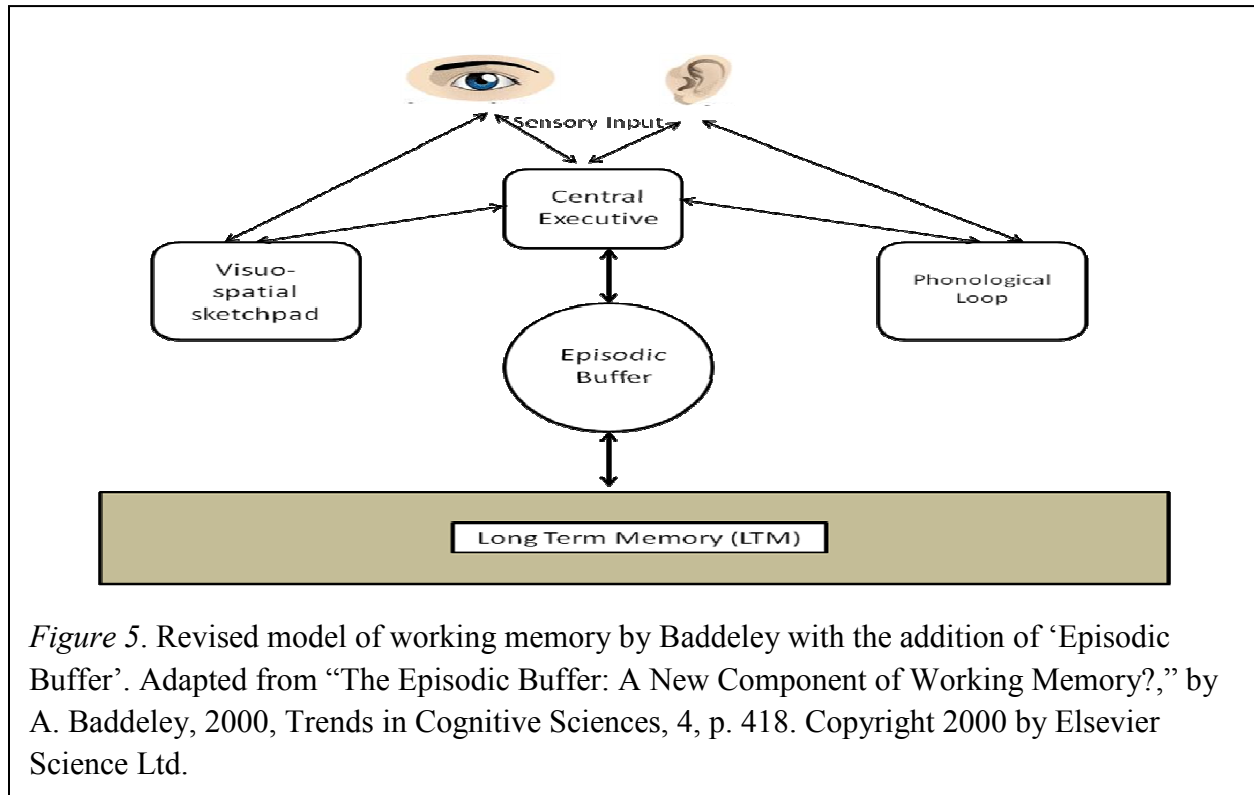 Sensory Input
Central
Executive
Visuo-
spatial
sketchpad
Phonological
Loop
Episodic
Buffer
Long Term Memory (LTM)
Figure 5. Revised model of working memory by Baddeley with the addition of ‘Episodic
Buffer’. Adapted from “The Episodic Buffer: A New Component of Working Memory?,” by
A. Baddeley, 2000, Trends in Cognitive Sciences, 4, p. 418. Copyright 2000 by Elsevier
Science Ltd.